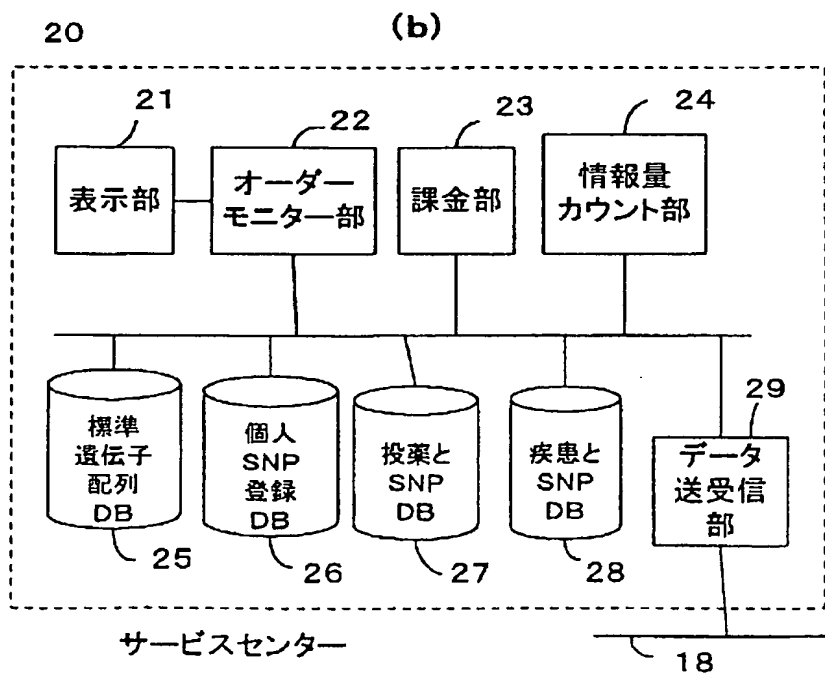 20
(b)
21
22
23
24
表示部
オーダー
モニター部
課金部
情報量
カウント部
標準
遺伝子
配列
DB
個人
SNP
登録
DB
投薬と
SNP
DB
疾患と
SNP
DB
29
データ
送受信
部
25
26
27
28
サービスセンター
18